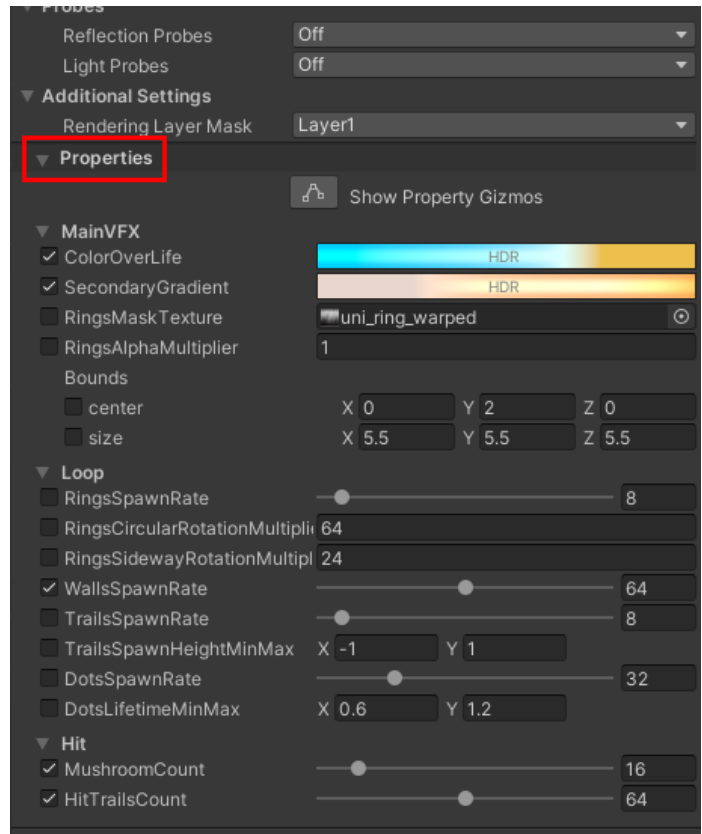 Probes
Reflection Probes Off
Light Probes Off
Additional Settings
Rendering Layer Mask Layer1
Properties
Show Property Gizmos
MainVFX
ColorOverLife HDR
SecondaryGradient HDR
RingsMaskTexture uni_ring_warped
RingsAlphaMultiplier 1
Bounds
center X 0 Y 2 Z 0
size X 5.5 Y 5.5 Z 5.5
Loop
RingsSpawnRate 8
RingsCircularRotationMultiplie 64
RingsSidewayRotationMultipl 24
WallsSpawnRate 64
TrailsSpawnRate 8
TrailsSpawnHeightMinMax X -1 Y 1
DotsSpawnRate 32
DotsLifetimeMinMax X 0.6 Y 1.2
Hit
MushroomCount 16
HitTrailsCount 64